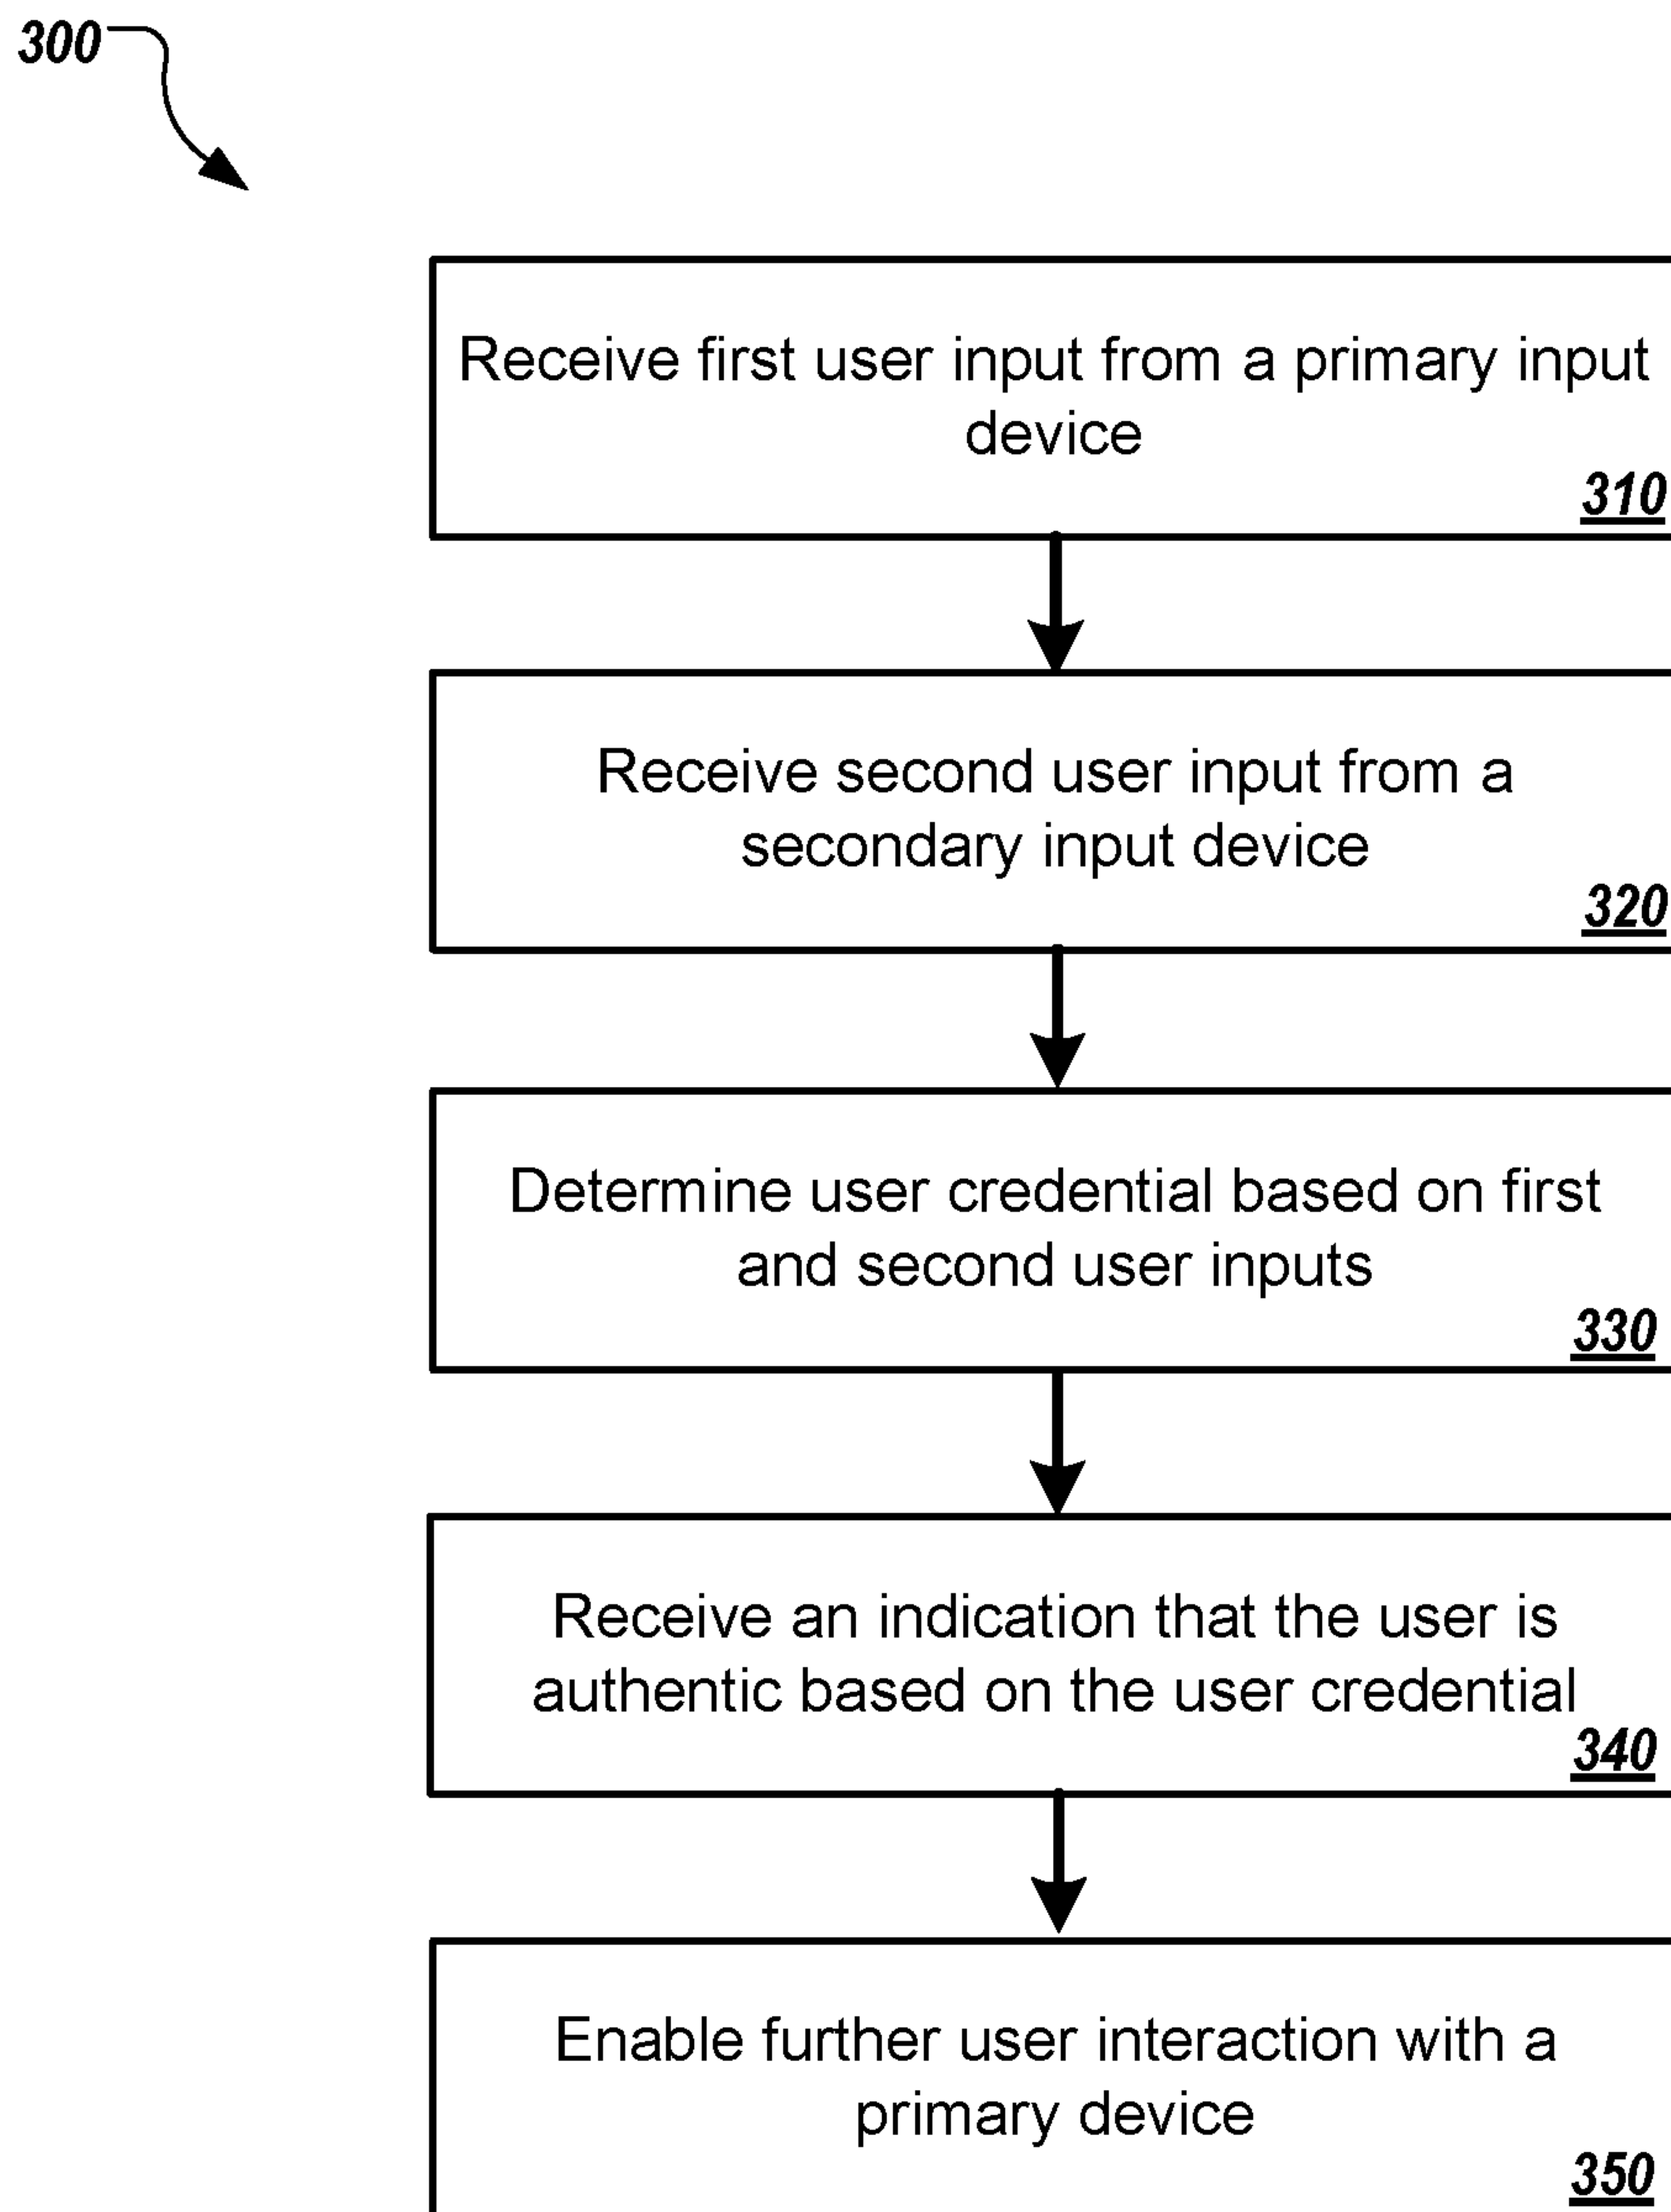 300
Receive first user input from a primary input
device
310
Receive second user input from a
secondary input device
320
Determine user credential based on first
and second user inputs
330
Receive an indication that the user is
authentic based on the user credential
340
Enable further user interaction with a
primary device
350